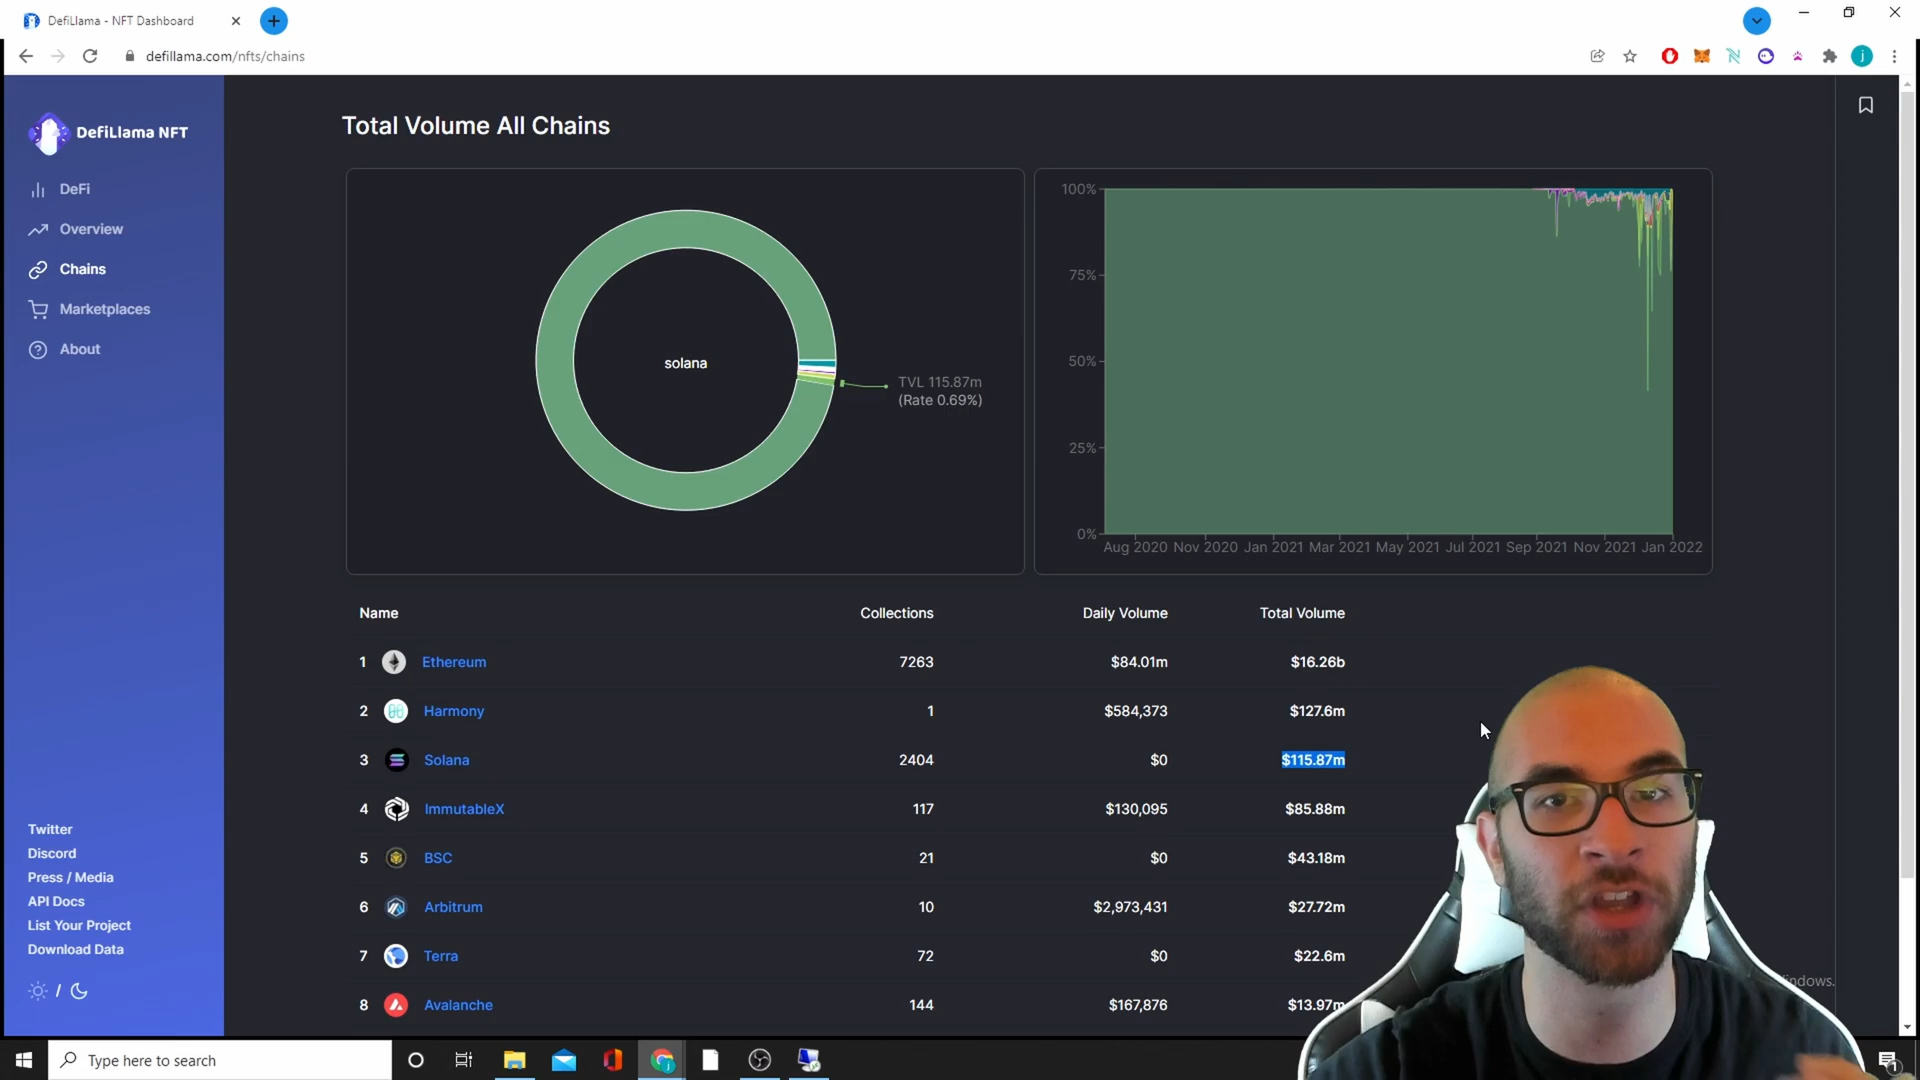 DefiLlama - NFT Dashboard
defillama.com/nfts/chains
j
DefiLlama NFT
DeFi
Overview
Chains
Marketplaces
About
Twitter
Discord
Press / Media
API Docs
List Your Project
Download Data
/
Total Volume All Chains
solana
TVL 115.87m
(Rate 0.69%)
100%
75%
50%
25%
0%
Aug 2020 Nov 2020 Jan 2021 Mar 2021 May 2021 Jul 2021 Sep 2021 Nov 2021 Jan 2022
Name Collections Daily Volume Total Volume
1 Ethereum 7263 $84.01m $16.26b
2 Harmony 1 $584,373 $127.6m
3 Solana 2404 $0 $115.87m
4 ImmutableX 117 $130,095 $85.88m
5 BSC 21 $0 $43.18m
6 Arbitrum 10 $2,973,431 $27.72m
7 Terra 72 $0 $22.6m
8 Avalanche 144 $167,876 $13.97m
indows.
Type here to search
1